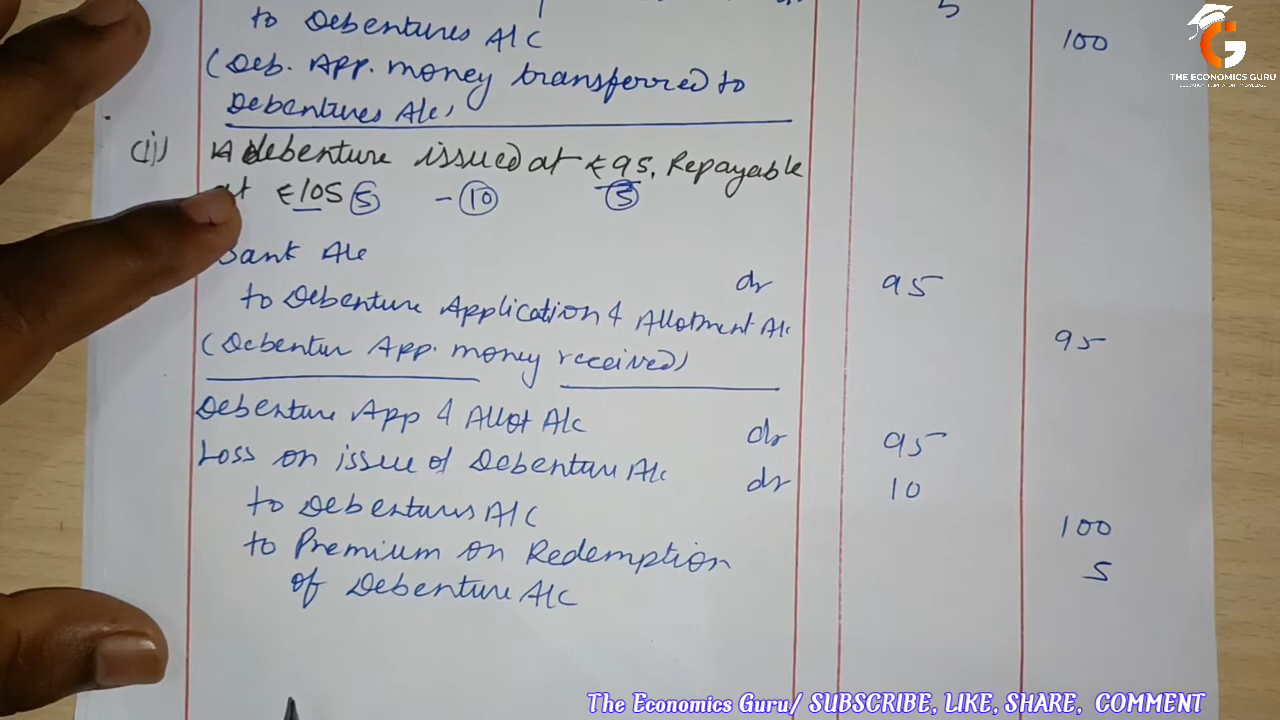 to Debentures A/c 5
100
(Deb. App. money transferred to
Debentures A/c)
(ii) A debenture issued at ₹95, Repayable
at ₹105 (5) -(10) (5)
Bank A/c dr 95
to Debenture Application & Allotment A/c
95
(Debentur App. money received)
Debenture App & Allot A/c dr 95
Loss on issue of Debenture A/c dr 10
to Debentures A/c 100
to Premium on Redemption
of Debenture A/c 5
G
THE ECONOMICS GURU
The Economics Guru/ SUBSCRIBE, LIKE, SHARE, COMMENT